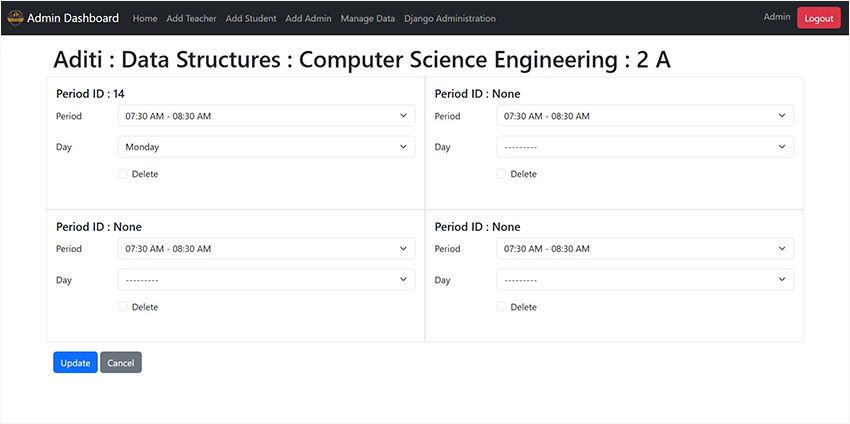 Admin Dashboard Home Add Teacher Add Student Add Admin Manage Data Django Administration Admin Logout
Aditi : Data Structures : Computer Science Engineering : 2 A
Period ID : 14
Period 07:30 AM - 08:30 AM
Day Monday
Delete
Period ID : None
Period 07:30 AM - 08:30 AM
Day ---------
Delete
Period ID : None
Period 07:30 AM - 08:30 AM
Day ---------
Delete
Period ID : None
Period 07:30 AM - 08:30 AM
Day ---------
Delete
Update Cancel